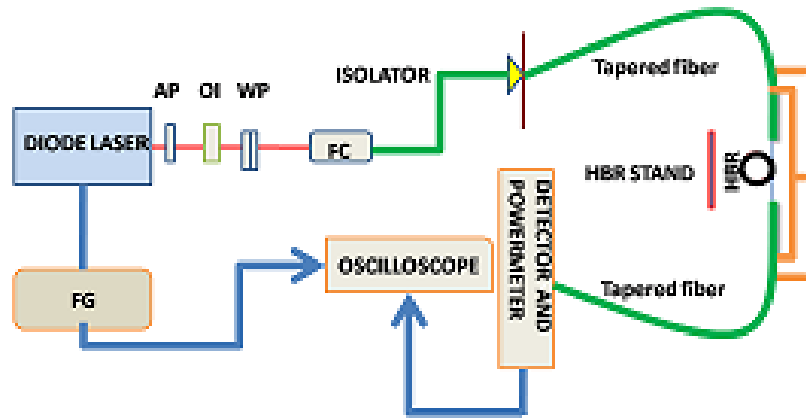 ISOLATOR
Tapered fiber
AP OI WP
DIODE LASER
FC
HBR STAND
HBR
DETECTOR AND
POWERMETER
OSCILLOSCOPE
FG
Tapered fiber